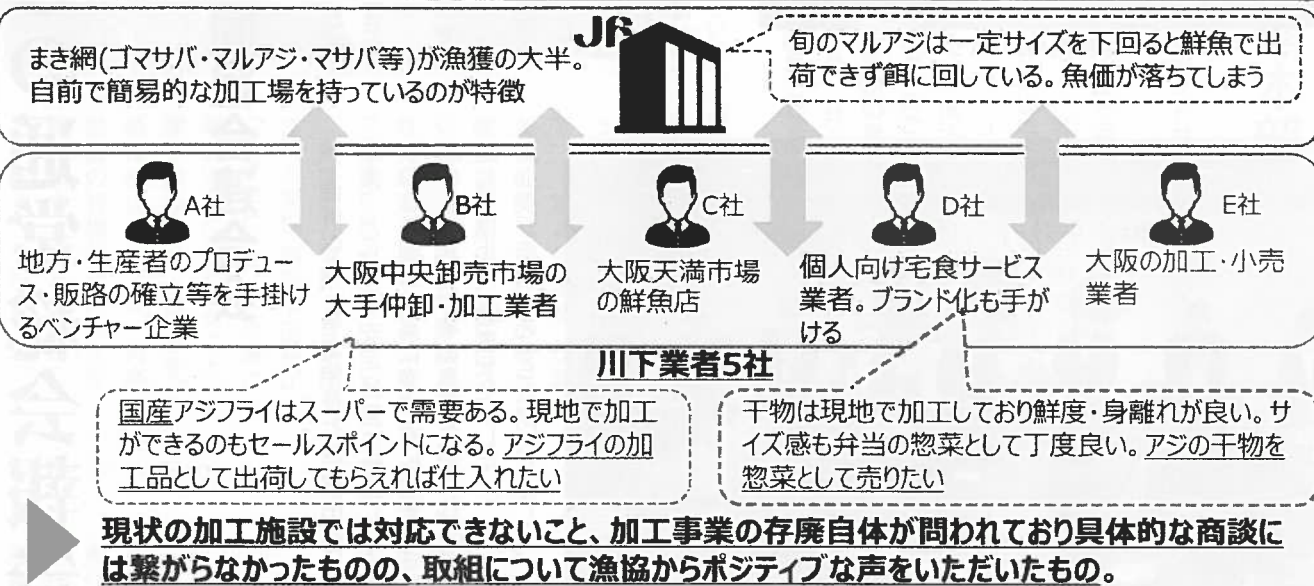 まき網(ゴマサバ・マルアジ・マサバ等)が漁獲の大半。
自前で簡易的な加工場を持っているのが特徴
JR
旬のマルアジは一定サイズを下回ると鮮魚で出
荷できず餌に回している。魚価が落ちてしまう
A社
地方・生産者のプロデュー
ス・販路の確立等を手掛け
るベンチャー企業
B社
大阪中央卸売市場の
大手仲卸・加工業者
C社
大阪天満市場
の鮮魚店
D社
個人向け宅食サービス
業者。ブランド化も手が
ける
E社
大阪の加工・小売
業者
川下業者5社
国産アジフライはスーパーで需要ある。現地で加工
ができるのもセールスポイントになる。アジフライの加
工品として出荷してもらえれば仕入れたい
干物は現地で加工しており鮮度・身離れが良い。サ
イズ感も弁当の惣菜として丁度良い。アジの干物を
惣菜として売りたい
現状の加工施設では対応できないこと、加工事業の存廃自体が問われており具体的な商談に
は繋がらなかったものの、取組について漁協からポジティブな声をいただいたもの。